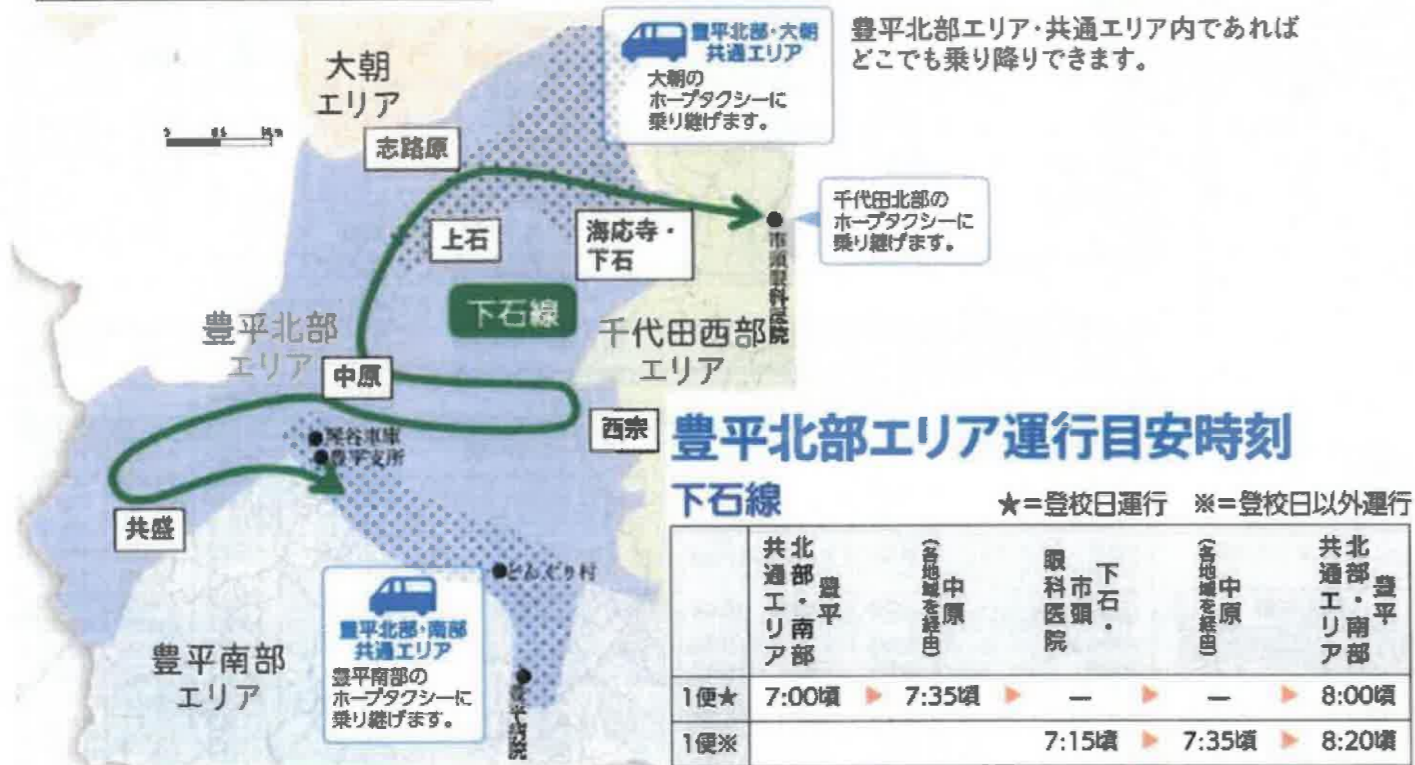 豊平北部エリア・共通エリア内であれば
どこでも乗り降りできます。
豊平北部・大朝
共通エリア
大朝の
ホープタクシーに
乗り継げます。
大朝
エリア
志路原
千代田北部の
ホープタクシーに
乗り継げます。
上石
海応寺・
下石
市頭眼科医院
下石線
豊平北部
エリア
千代田西部
エリア
中原
西宗
琴谷車庫
豊平支所
共盛
どんぐり村
豊平北部・南部
共通エリア
豊平南部の
ホープタクシーに
乗り継げます。
豊平南部
エリア
豊平病院
豊平北部エリア運行目安時刻
下石線
★=登校日運行 ※=登校日以外運行
豊平
北部・南部
共通エリア
中原
(各地域を経由)
下石・
市頭
眼科医院
中原
(各地域を経由)
豊平
北部・南部
共通エリア
1便★ 7:00頃 ▶ 7:35頃 ▶ — ▶ — ▶ 8:00頃
1便※ 7:15頃 ▶ 7:35頃 ▶ 8:20頃